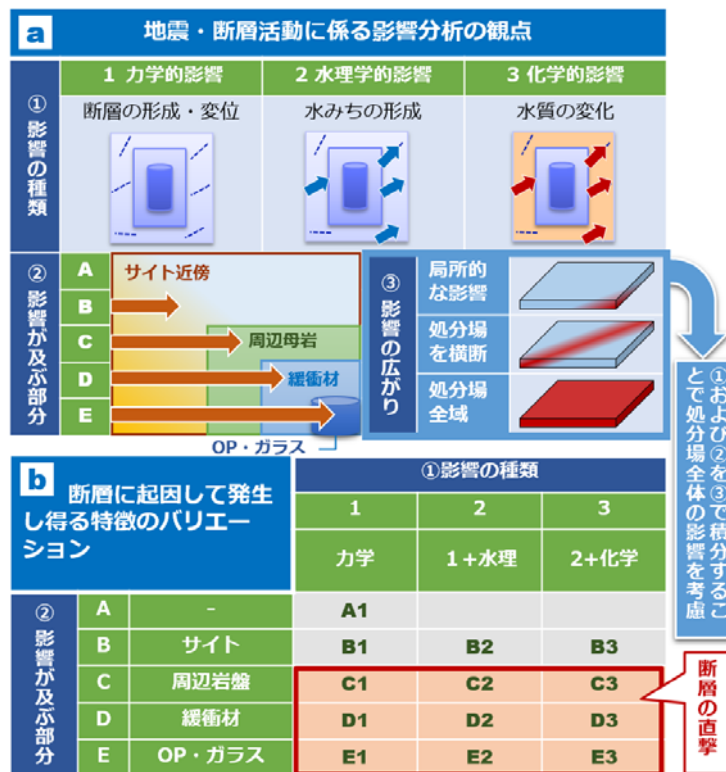 a 地震・断層活動に係る影響分析の観点
①影響の種類
1 力学的影響
2 水理学的影響
3 化学的影響
断層の形成・変位
水みちの形成
水質の変化
②影響が及ぶ部分
A
B
C
D
E
サイト近傍
周辺母岩
緩衝材
OP・ガラス
③影響の広がり
局所的
な影響
処分場
を横断
処分場
全域
①および②を③で積分するこ
とで処分場全体の影響を考慮
b 断層に起因して発生
し得る特徴のバリエー
ション
①影響の種類
1 2 3
力学 1+水理 2+化学
②影響が及ぶ部分
A - A1
B サイト B1 B2 B3
C 周辺岩盤 C1 C2 C3
D 緩衝材 D1 D2 D3
E OP・ガラス E1 E2 E3
断層の直撃